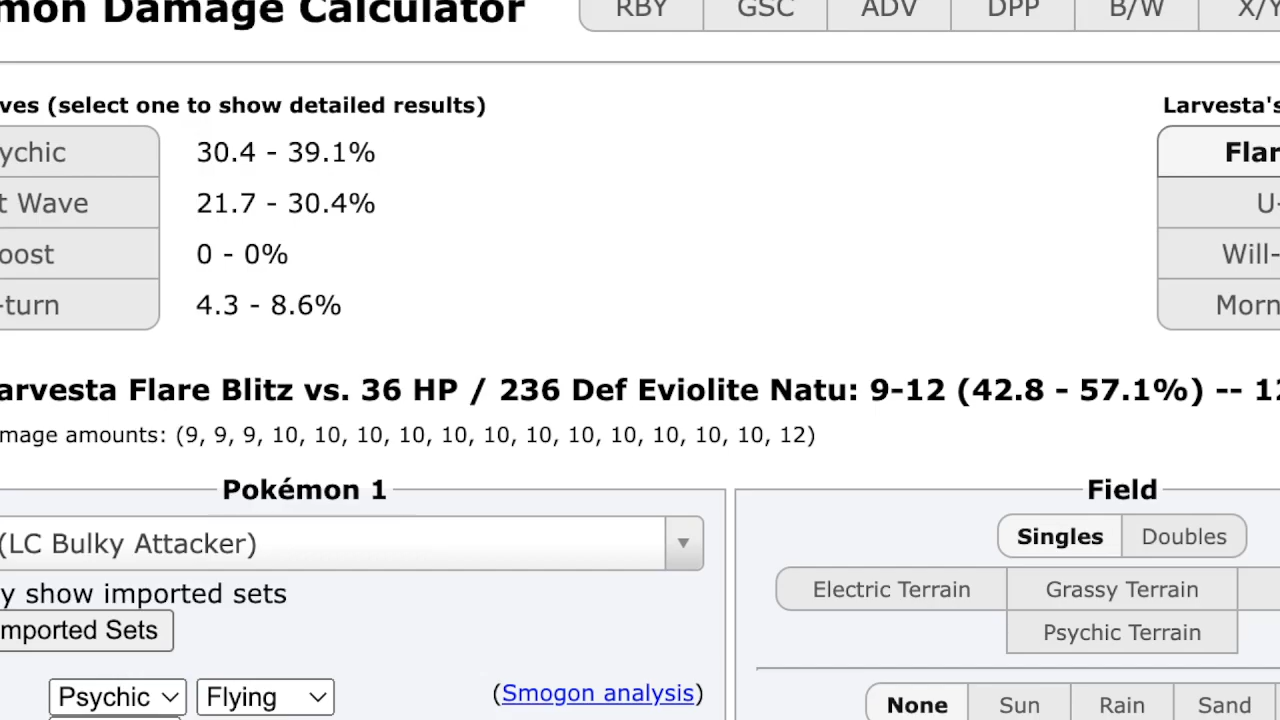 mon Damage Calculator
RBY GSC ADV DPP B/W X/Y
ves (select one to show detailed results)
Larvesta's
ychic 30.4 - 39.1% Flar
t Wave 21.7 - 30.4% U-
oost 0 - 0% Will-
-turn 4.3 - 8.6% Morn
arvesta Flare Blitz vs. 36 HP / 236 Def Eviolite Natu: 9-12 (42.8 - 57.1%) -- 12
mage amounts: (9, 9, 9, 10, 10, 10, 10, 10, 10, 10, 10, 10, 10, 10, 10, 12)
Pokémon 1
Field
(LC Bulky Attacker)
Singles Doubles
y show imported sets
Electric Terrain Grassy Terrain
mported Sets
Psychic Terrain
Psychic Flying (Smogon analysis)
None Sun Rain Sand